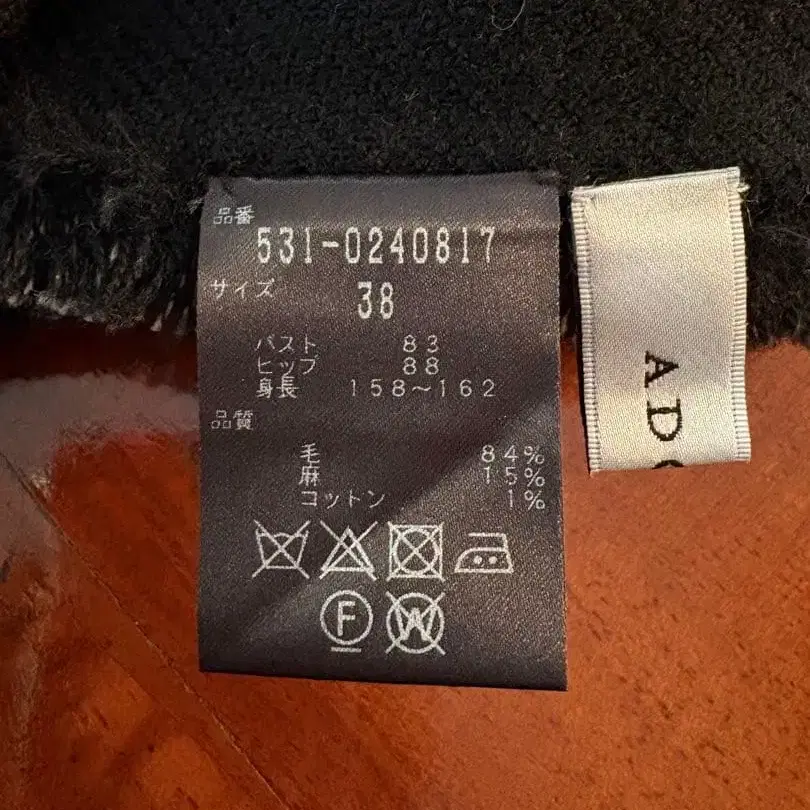 品番
531-0240817
サイズ 38
バスト 83
ヒップ 88
身長 158～162
品質
毛 84%
麻 15%
コットン 1%
F W
AD